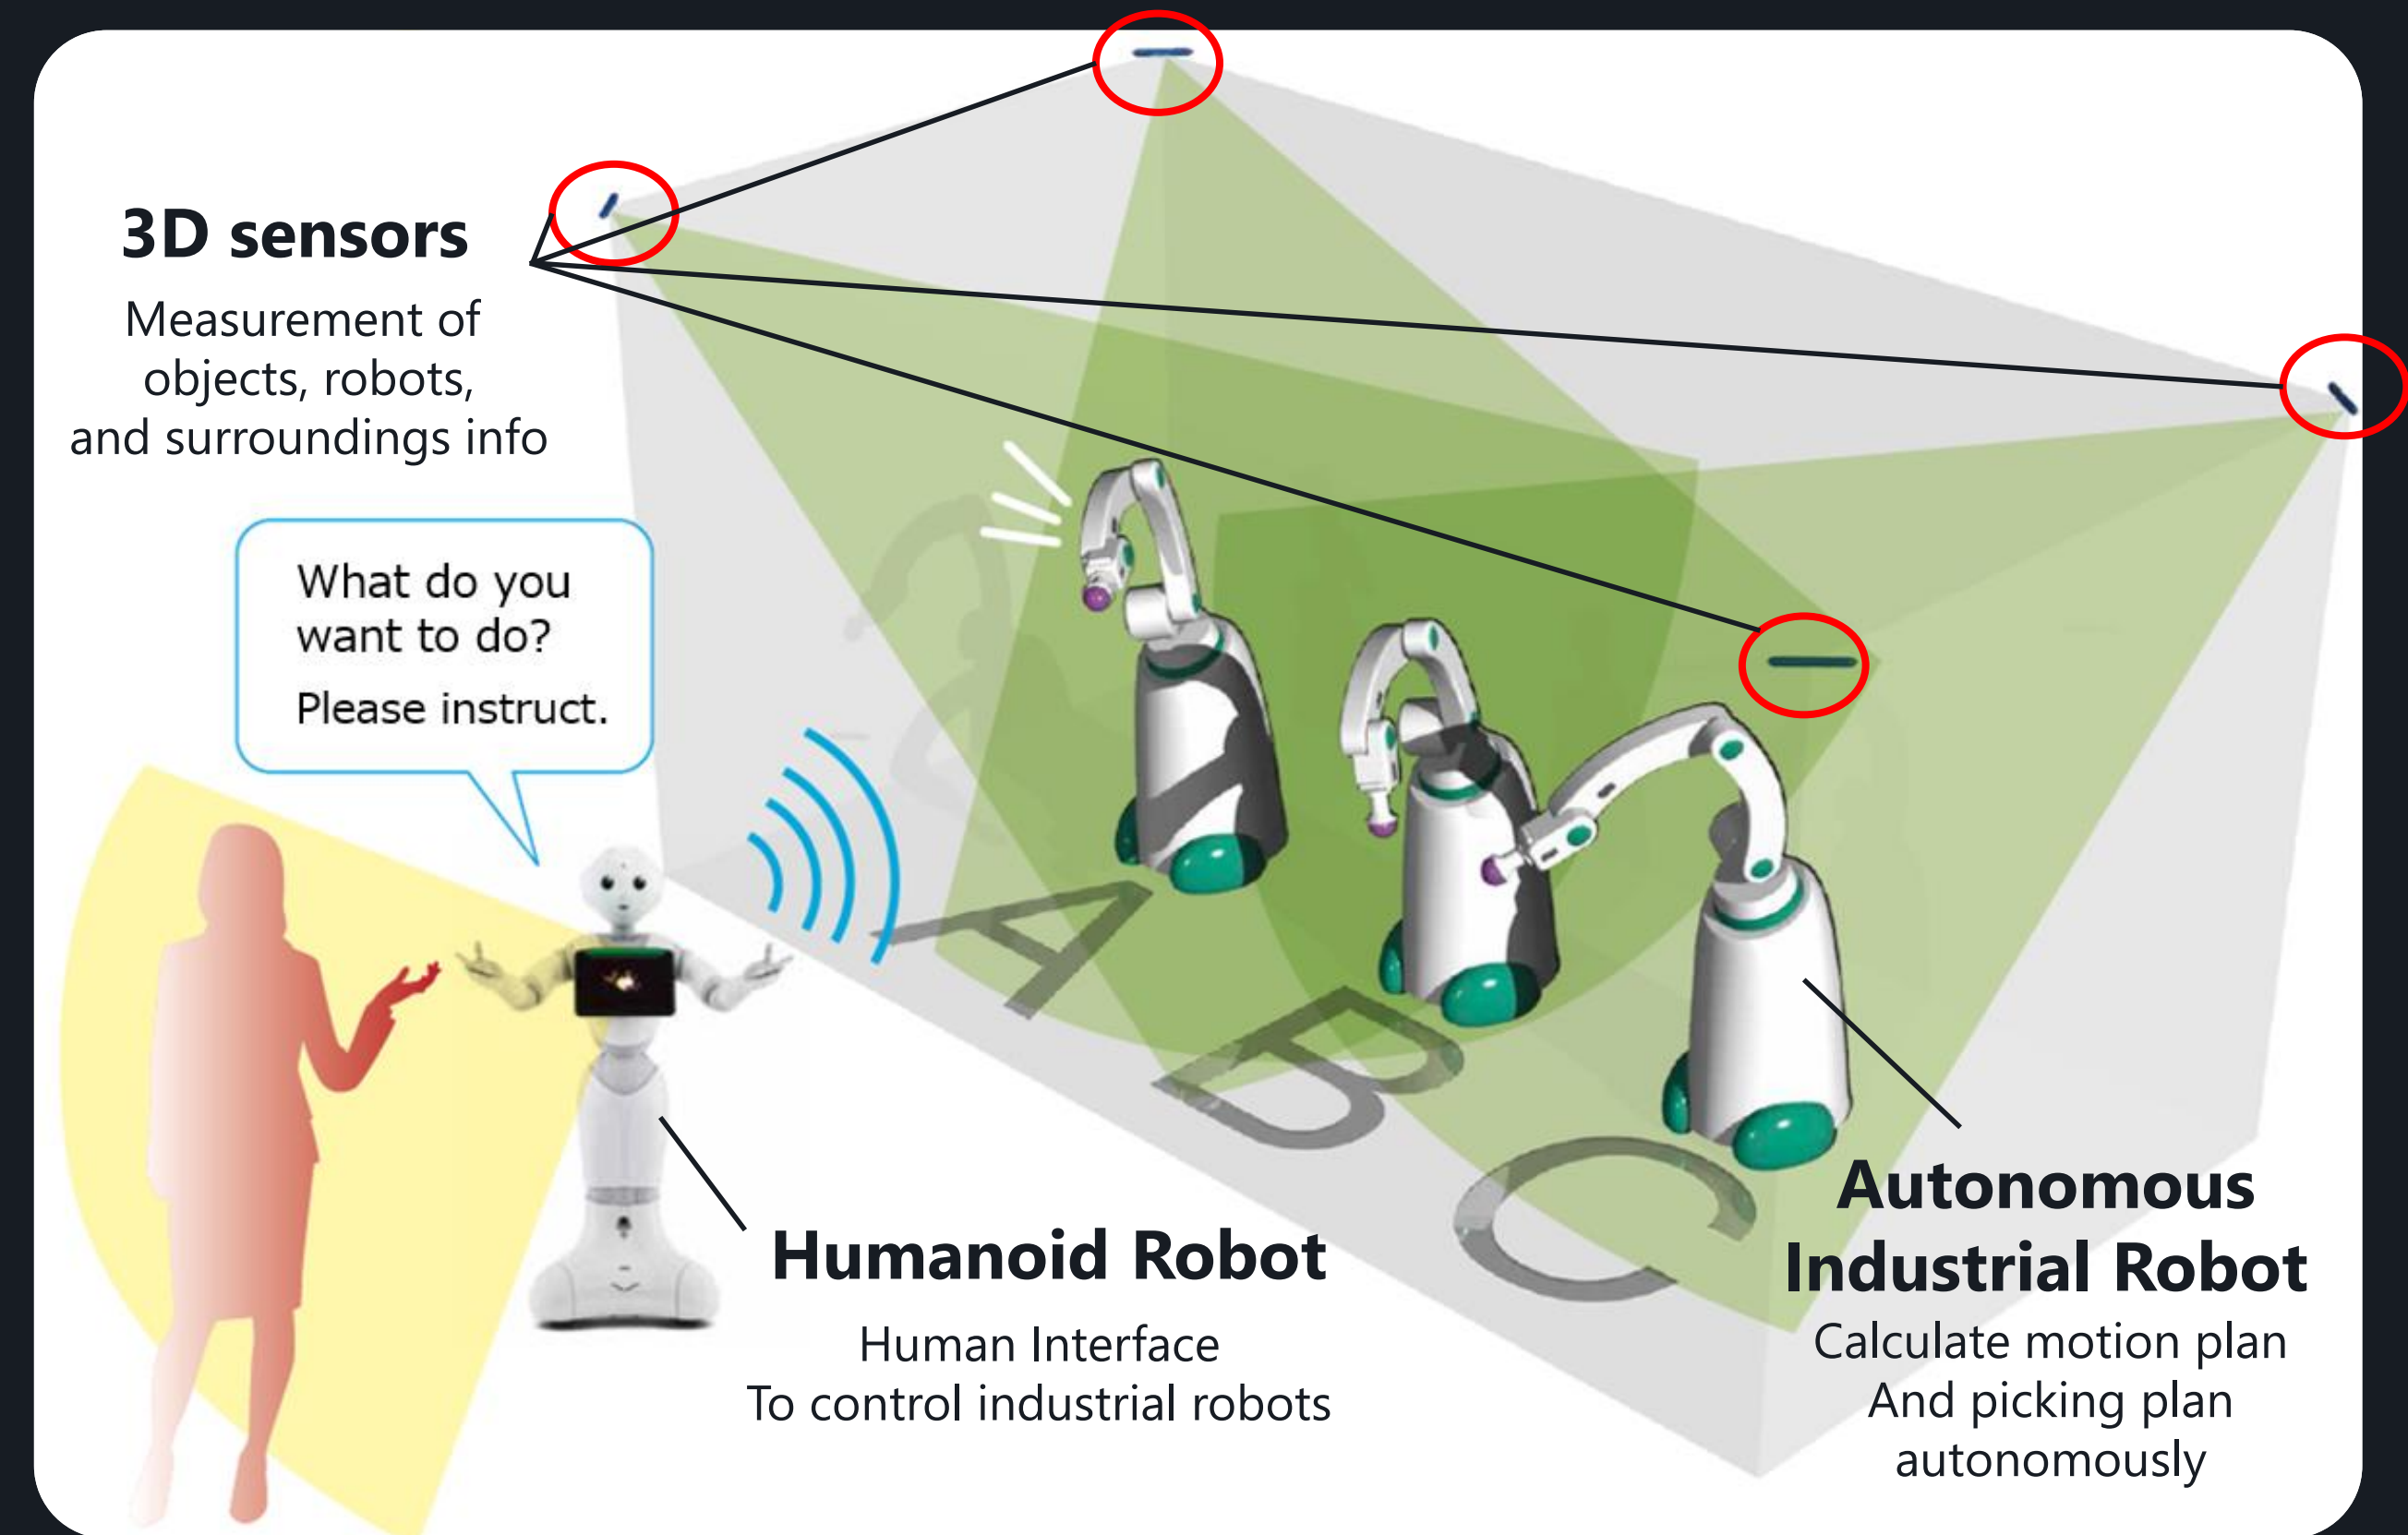 3D sensors
Measurement of
objects, robots,
and surroundings info
What do you
want to do?
Please instruct.
A
B
C
Humanoid Robot
Human Interface
To control industrial robots
Autonomous
Industrial Robot
Calculate motion plan
And picking plan
autonomously